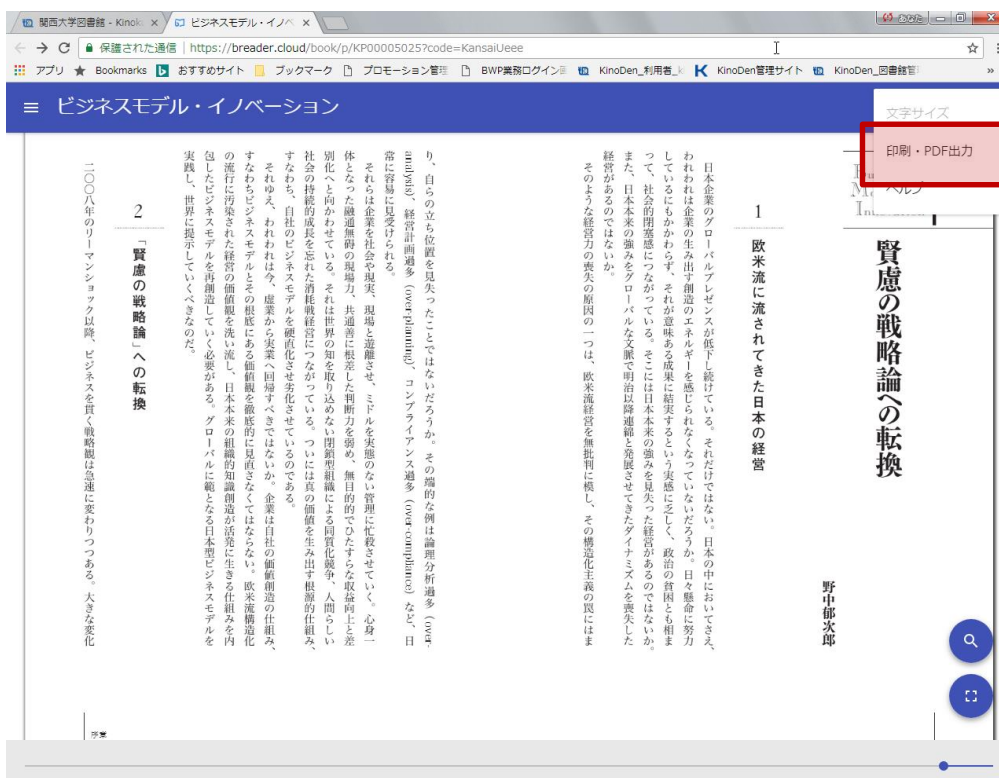 関西大学図書館 - Kinok
ビジネスモデル・イノベ
あなた
保護された通信
https://breader.cloud/book/p/KP00005025?code=KansaiUeee
アプリ
Bookmarks
おすすめサイト
ブックマーク
プロモーション管理
BWP業務ログイン
KinoDen_利用者_
KinoDen管理サイト
KinoDen_図書館管
»
ビジネスモデル・イノベーション
文字サイズ
印刷・PDF出力
ヘルプ
賢慮の戦略論への転換
野中郁次郎
1
欧米流に流されてきた日本の経営
日本企業のグローバルプレゼンスが低下し続けている。それだけではない。日本の中においてさえ、
われわれは企業の生み出す創造のエネルギーを感じられなくなっていないだろうか。日々懸命に努力
しているにもかかわらず、それが意味ある成果に結実するという実感に乏しく、政治の貧困とも相ま
って、社会的閉塞感につながっている。そこには日本本来の強みを見失った経営があるのではないか。
また、日本本来の強みをグローバルな文脈で明治以降連綿と発展させてきたダイナミズムを喪失した
経営があるのではないか。
そのような経営力の喪失の原因の一つは、欧米流経営を無批判に模し、その構造化主義の罠にはま
り、自らの立ち位置を見失ったことではないだろうか。その端的な例は論理分析過多（over-
analysis）、経営計画過多（over-planning）、コンプライアンス過多（over-compliance）など、日
常に容易に見受けられる。
それらは企業を社会や現実、現場と遊離させ、ミドルを実態のない管理に忙殺させていく。心身一
体となった融通無碍の現場力、共通善に根差した判断力を弱め、無目的的でひたすらな収益向上と差
別化へと向かわせている。それは世界の知を取り込めない閉鎖型組織による同質化競争、人間らしい
社会の持続的成長を忘れた消耗戦経営につながっている。ついには真の価値を生み出す根源的仕組み、
すなわち、自社のビジネスモデルを硬直化させ劣化させているのである。
それゆえ、われわれは今、虚業から実業へ回帰すべきではないか。企業は自社の価値創造の仕組み、
すなわちビジネスモデルとその根底にある価値観を徹底的に見直さなくてはならない。欧米流構造化
の流行に汚染された経営の価値観を洗い流し、日本本来の組織的知識創造が活発に生きる仕組みを内
包したビジネスモデルを再創造していく必要がある。グローバルに範となる日本型ビジネスモデルを
実践し、世界に提示していくべきなのだ。
2
「賢慮の戦略論」への転換
二〇〇八年のリーマンショック以降、ビジネスを貫く戦略観は急速に変わりつつある。大きな変化
序章